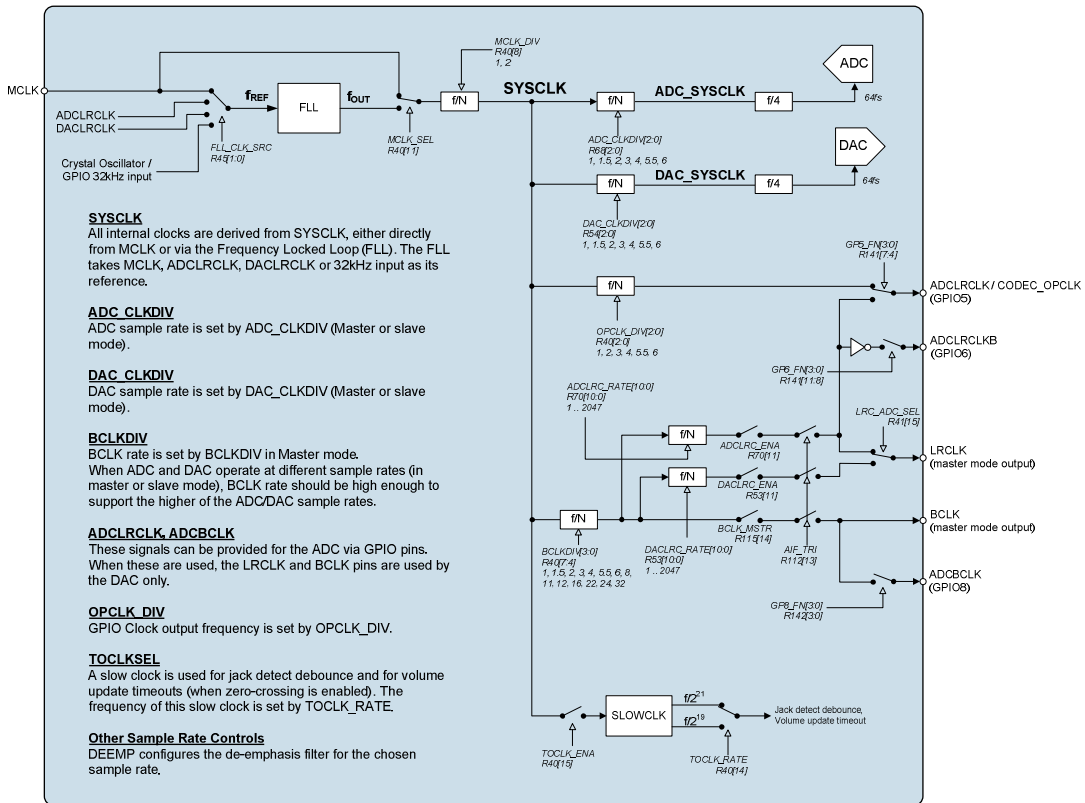 MCLK
ADCLRCLK
DACLRCLK
Crystal Oscillator /
GPIO 32kHz input
FLL_CLK_SRC
R45[1:0]
fREF
FLL
fOUT
MCLK_SEL
R40[11]
MCLK_DIV
R40[8]
1, 2
f/N
SYSCLK
f/N
ADC_SYSCLK
f/4
ADC
64fs
ADC_CLKDIV[2:0]
R68[2:0]
1, 1.5, 2, 3, 4, 5.5, 6
f/N
DAC_SYSCLK
f/4
DAC
64fs
DAC_CLKDIV[2:0]
R54[2:0]
1, 1.5, 2, 3, 4, 5.5, 6
SYSCLK
All internal clocks are derived from SYSCLK, either directly
from MCLK or via the Frequency Locked Loop (FLL). The FLL
takes MCLK, ADCLRCLK, DACLRCLK or 32kHz input as its
reference.
ADC_CLKDIV
ADC sample rate is set by ADC_CLKDIV (Master or slave
mode).
DAC_CLKDIV
DAC sample rate is set by DAC_CLKDIV (Master or slave
mode).
BCLKDIV
BCLK rate is set by BCLKDIV in Master mode.
When ADC and DAC operate at different sample rates (in
master or slave mode), BCLK rate should be high enough to
support the higher of the ADC/DAC sample rates.
ADCLRCLK, ADCBCLK
These signals can be provided for the ADC via GPIO pins.
When these are used, the LRCLK and BCLK pins are used by
the DAC only.
OPCLK_DIV
GPIO Clock output frequency is set by OPCLK_DIV.
TOCLKSEL
A slow clock is used for jack detect debounce and for volume
update timeouts (when zero-crossing is enabled). The
frequency of this slow clock is set by TOCLK_RATE.
Other Sample Rate Controls
DEEMP configures the de-emphasis filter for the chosen
sample rate.
f/N
OPCLK_DIV[2:0]
R40[2:0]
1, 2, 3, 4, 5.5, 6
GP5_FN[3:0]
R141[7:4]
ADCLRCLK / CODEC_OPCLK
(GPIO5)
ADCLRCLKB
(GPIO6)
GP6_FN[3:0]
R141[11:8]
ADCLRC_RATE[10:0]
R70[10:0]
1 .. 2047
f/N
ADCLRC_ENA
R70[11]
LRC_ADC_SEL
R41[15]
LRCLK
(master mode output)
f/N
DACLRC_ENA
R53[11]
f/N
BCLK_MSTR
R115[14]
BCLK
(master mode output)
BCLKDIV[3:0]
R40[7:4]
1, 1.5, 2, 3, 4, 5.5, 6, 8,
11, 12, 16, 22, 24, 32
DACLRC_RATE[10:0]
R53[10:0]
1 .. 2047
AIF_TRI
R112[13]
ADCBCLK
(GPIO8)
GP8_FN[3:0]
R142[3:0]
SLOWCLK
f/2²¹
f/2¹⁹
Jack detect debounce,
Volume update timeout
TOCLK_ENA
R40[15]
TOCLK_RATE
R40[14]